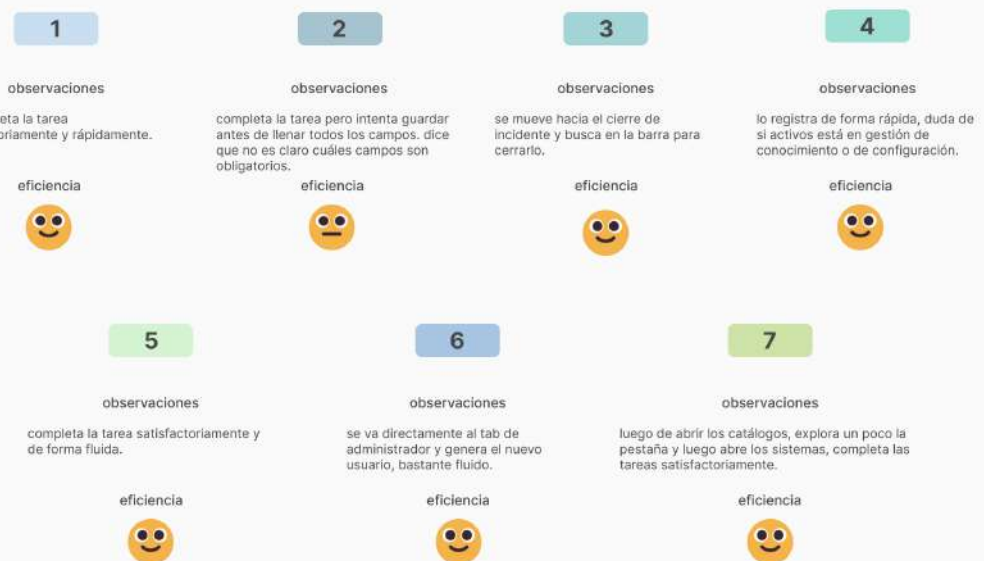 1
2
3
4
observaciones
observaciones
observaciones
observaciones
eta la tarea
oriamente y rápidamente.
completa la tarea pero intenta guardar
antes de llenar todos los campos. dice
que no es claro cuáles campos son
obligatorios.
se mueve hacia el cierre de
incidente y busca en la barra para
cerrarlo.
lo registra de forma rápida, duda de
si activos está en gestión de
conocimiento o de configuración.
eficiencia
eficiencia
eficiencia
eficiencia
5
6
7
observaciones
observaciones
observaciones
completa la tarea satisfactoriamente y
de forma fluida.
se va directamente al tab de
administrador y genera el nuevo
usuario, bastante fluido.
luego de abrir los catálogos, explora un poco la
pestaña y luego abre los sistemas, completa las
tareas satisfactoriamente.
eficiencia
eficiencia
eficiencia